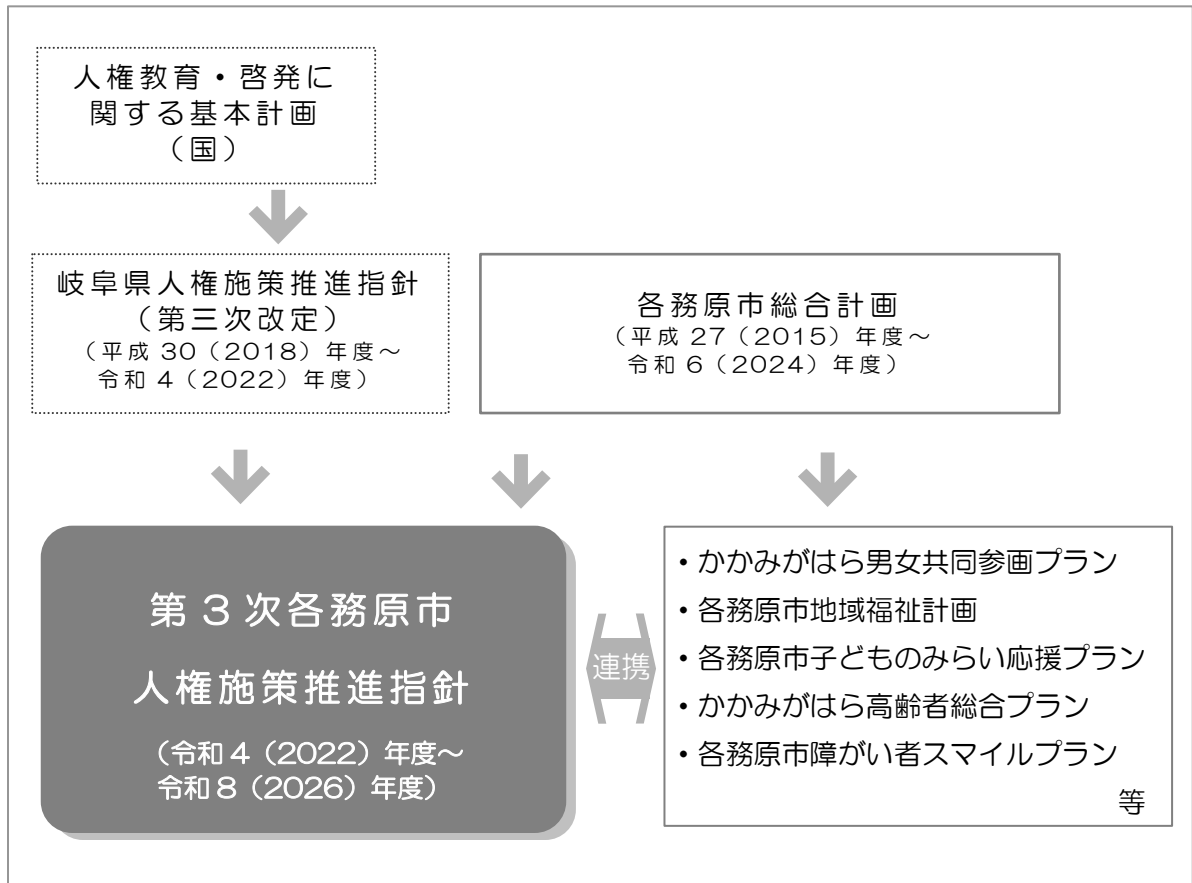 人権教育・啓発に
関する基本計画
（国）
岐阜県人権施策推進指針
（第三次改定）
（平成 30（2018）年度～
令和 4（2022）年度）
各務原市総合計画
（平成 27（2015）年度～
令和 6（2024）年度）
第 3 次各務原市
人権施策推進指針
（令和 4（2022）年度～
令和 8（2026）年度）
連携
・かかみがはら男女共同参画プラン
・各務原市地域福祉計画
・各務原市子どものみらい応援プラン
・かかみがはら高齢者総合プラン
・各務原市障がい者スマイルプラン
等